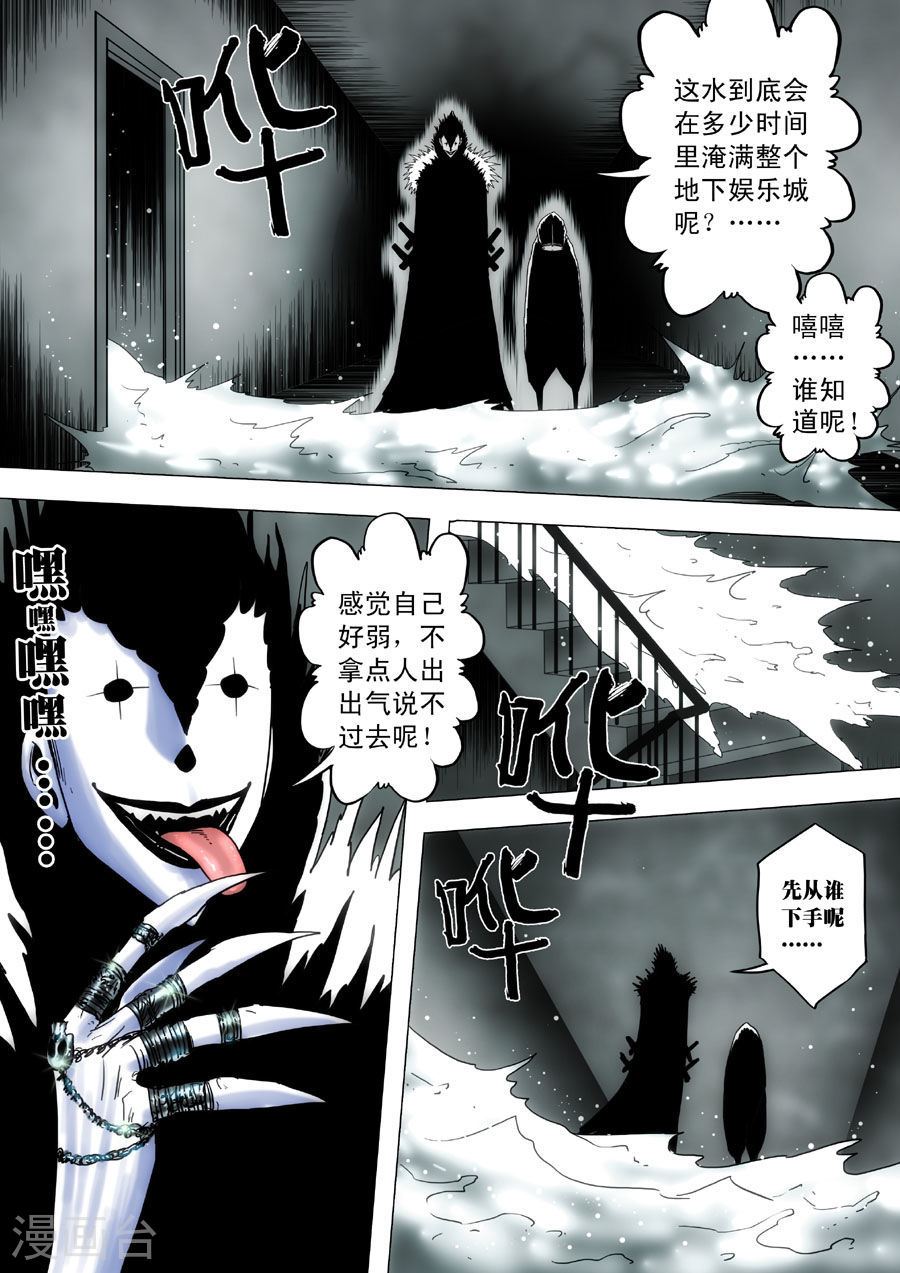 哗
这水到底会
在多少时间
里淹满整个
地下娱乐城
呢？……
嘻嘻
……
谁知
道呢！
嘿嘿嘿嘿……
感觉自己
好弱，不
拿点人出
出气说不
过去呢！
哗
哗
先从谁
下手呢
……
漫画台